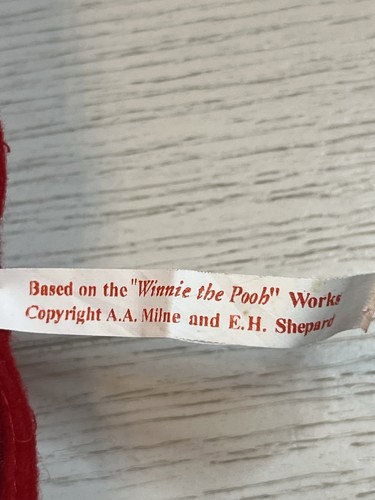 Based on the "Winnie the Pooh" Works
Copyright A.A. Milne and E.H. Shepard